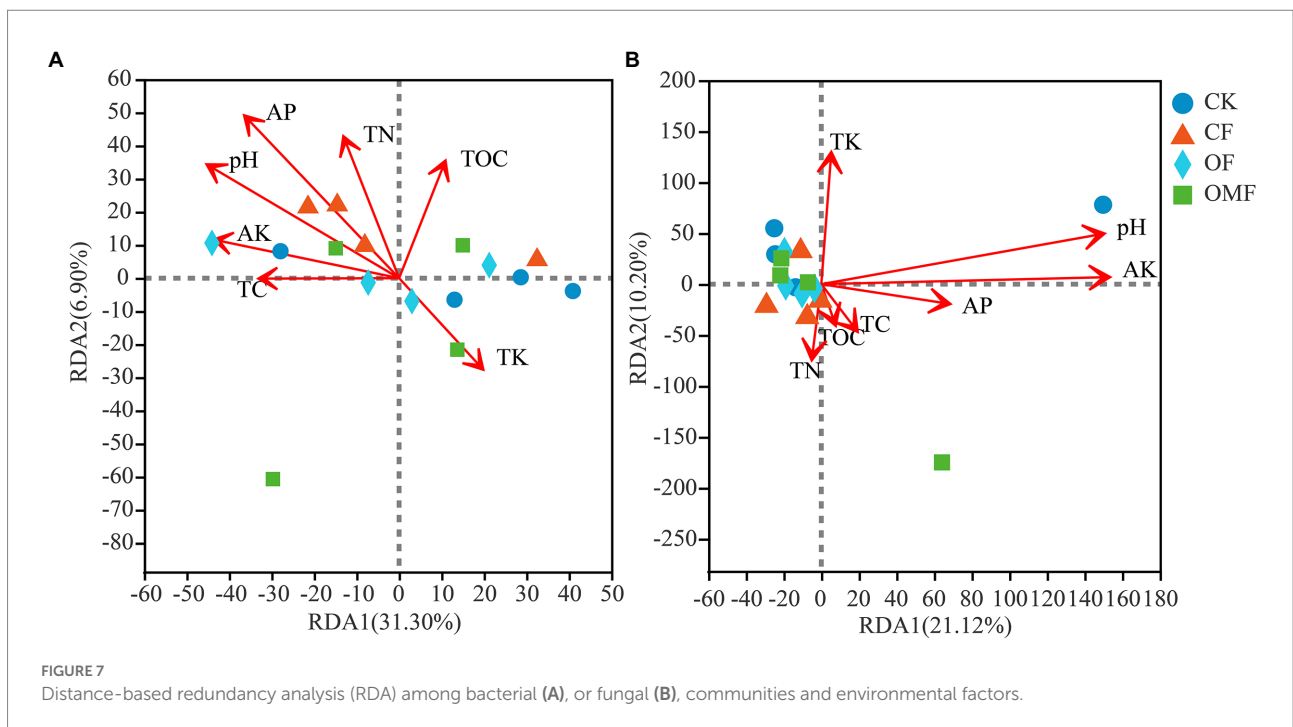 A
60
50
40
30
20
10
0
-10
-20
-30
-40
-50
-60
-70
-80
RDA2(6.90%)
AP
TN
TOC
pH
AK
TC
TK
-60 -50 -40 -30 -20 -10 0 10 20 30 40 50
RDA1(31.30%)
B
200
150
100
50
0
-50
-100
-150
-200
-250
RDA2(10.20%)
TK
pH
AK
AP
TC
TOC
TN
-60 -40 -20 0 20 40 60 80 100 120 140 160 180
RDA1(21.12%)
CK
CF
OF
OMF
FIGURE 7
Distance-based redundancy analysis (RDA) among bacterial (A), or fungal (B), communities and environmental factors.